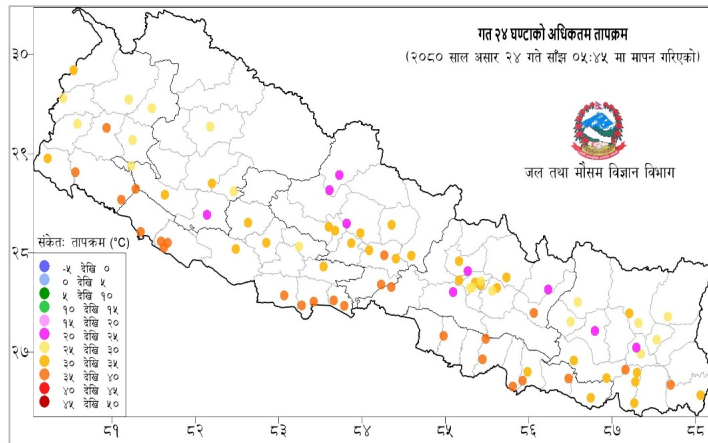 गत २४ घण्टाको अधिकतम तापक्रम
(२०८० साल असार २४ गते साँझ ०५:४५ मा मापन गरिएको)
जल तथा मौसम विज्ञान विभाग
३०
२९
२८
२७
संकेतः तापक्रम (°C)
-५ देखि ०
० देखि ५
५ देखि १०
१० देखि १५
१५ देखि २०
२० देखि २५
२५ देखि ३०
३० देखि ३५
३५ देखि ४०
४० देखि ४५
४५ देखि ५०
८१ ८२ ८३ ८४ ८५ ८६ ८७ ८८